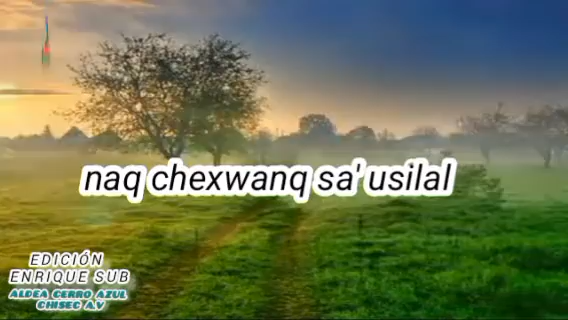 naq chexwanq sa' usilal
EDICIÓN
ENRIQUE SUB
ALDEA CERRO AZUL
CHISEC A.V